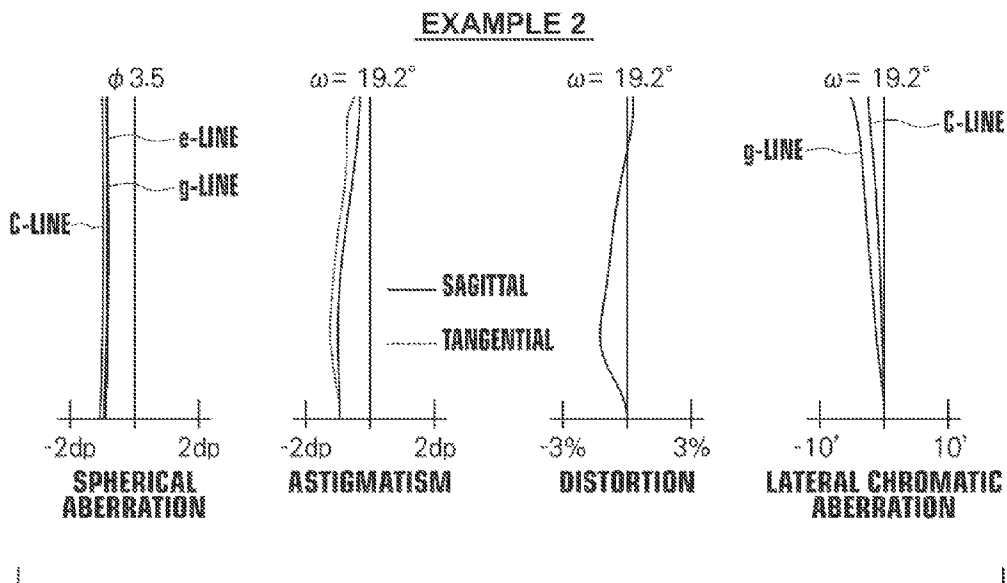 EXAMPLE 2
ϕ 3.5
e-LINE
g-LINE
C-LINE
-2dp 2dp
SPHERICAL
ABERRATION
ω = 19.2°
SAGITTAL
TANGENTIAL
-2dp 2dp
ASTIGMATISM
ω = 19.2°
-3% 3%
DISTORTION
ω = 19.2°
C-LINE
g-LINE
-10' 10'
LATERAL CHROMATIC
ABERRATION